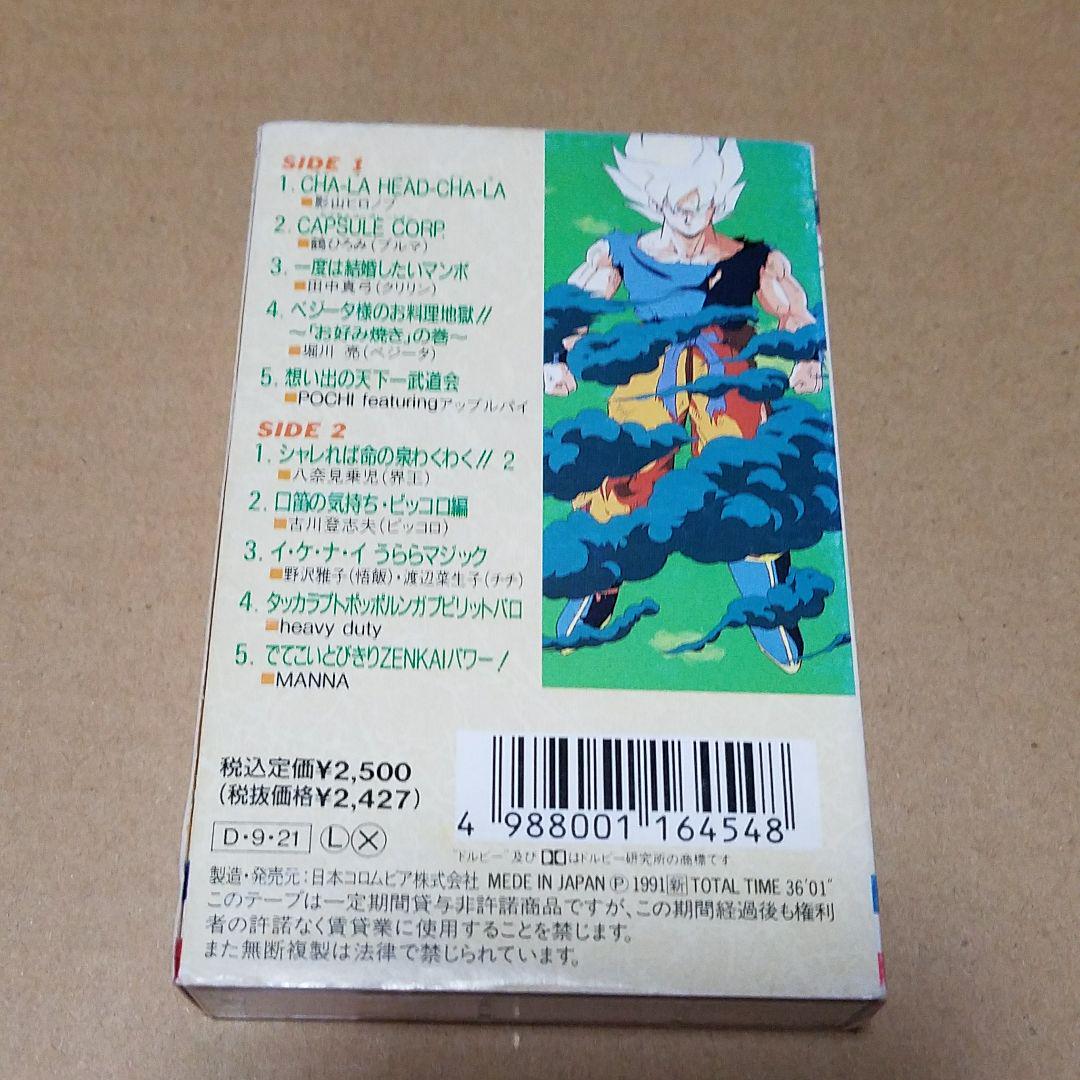 SIDE 1
1. CHA-LA HEAD-CHA-LA
影山ヒロノブ
2. CAPSULE CORP.
鶴ひろみ(ブルマ)
3. 一度は結婚したいマンボ
田中真弓(クリリン)
4. ベジータ様のお料理地獄!!
～「お好み焼き」の巻～
堀川 亮(ベジータ)
5. 想い出の天下一武道会
POCHI featuringアップルパイ
SIDE 2
1. シャレれば命の泉わくわく!! 2
八奈見乗児(界王)
2. 口笛の気持ち・ピッコロ編
古川登志夫(ピッコロ)
3. イ・ケ・ナ・イ うららマジック
野沢雅子(悟飯)・渡辺菜生子(チチ)
4. タッカラプトポッポルンガプピリットパロ
heavy duty
5. でてこいとびきりZENKAIパワー!
MANNA
税込定価¥2,500
(税抜価格¥2,427)
D・9・21 Ⓛ Ⓧ
4 988001 164548
"ドルビー"及び はドルビー研究所の商標です
製造・発売元:日本コロムビア株式会社 MEDE IN JAPAN Ⓟ 1991 新 TOTAL TIME 36'01"
このテープは一定期間貸与非許諾商品ですが、この期間経過後も権利
者の許諾なく賃貸業に使用することを禁じます。
また無断複製は法律で禁じられています。